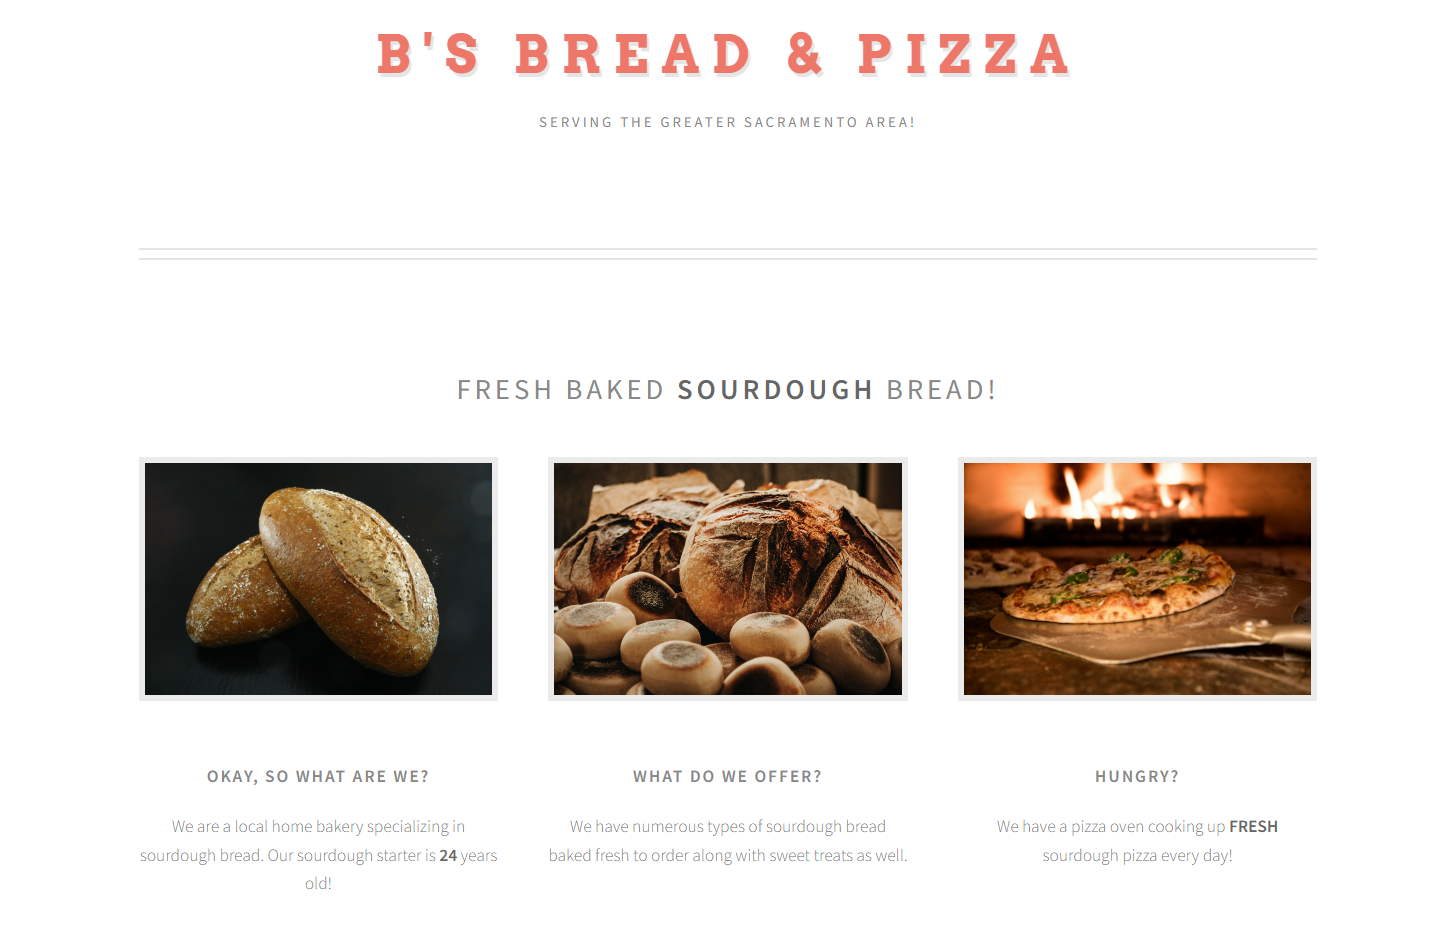 B'S BREAD & PIZZA
SERVING THE GREATER SACRAMENTO AREA!
FRESH BAKED SOURDOUGH BREAD!
OKAY, SO WHAT ARE WE?
We are a local home bakery specializing in
sourdough bread. Our sourdough starter is 24 years
old!
WHAT DO WE OFFER?
We have numerous types of sourdough bread
baked fresh to order along with sweet treats as well.
HUNGRY?
We have a pizza oven cooking up FRESH
sourdough pizza every day!